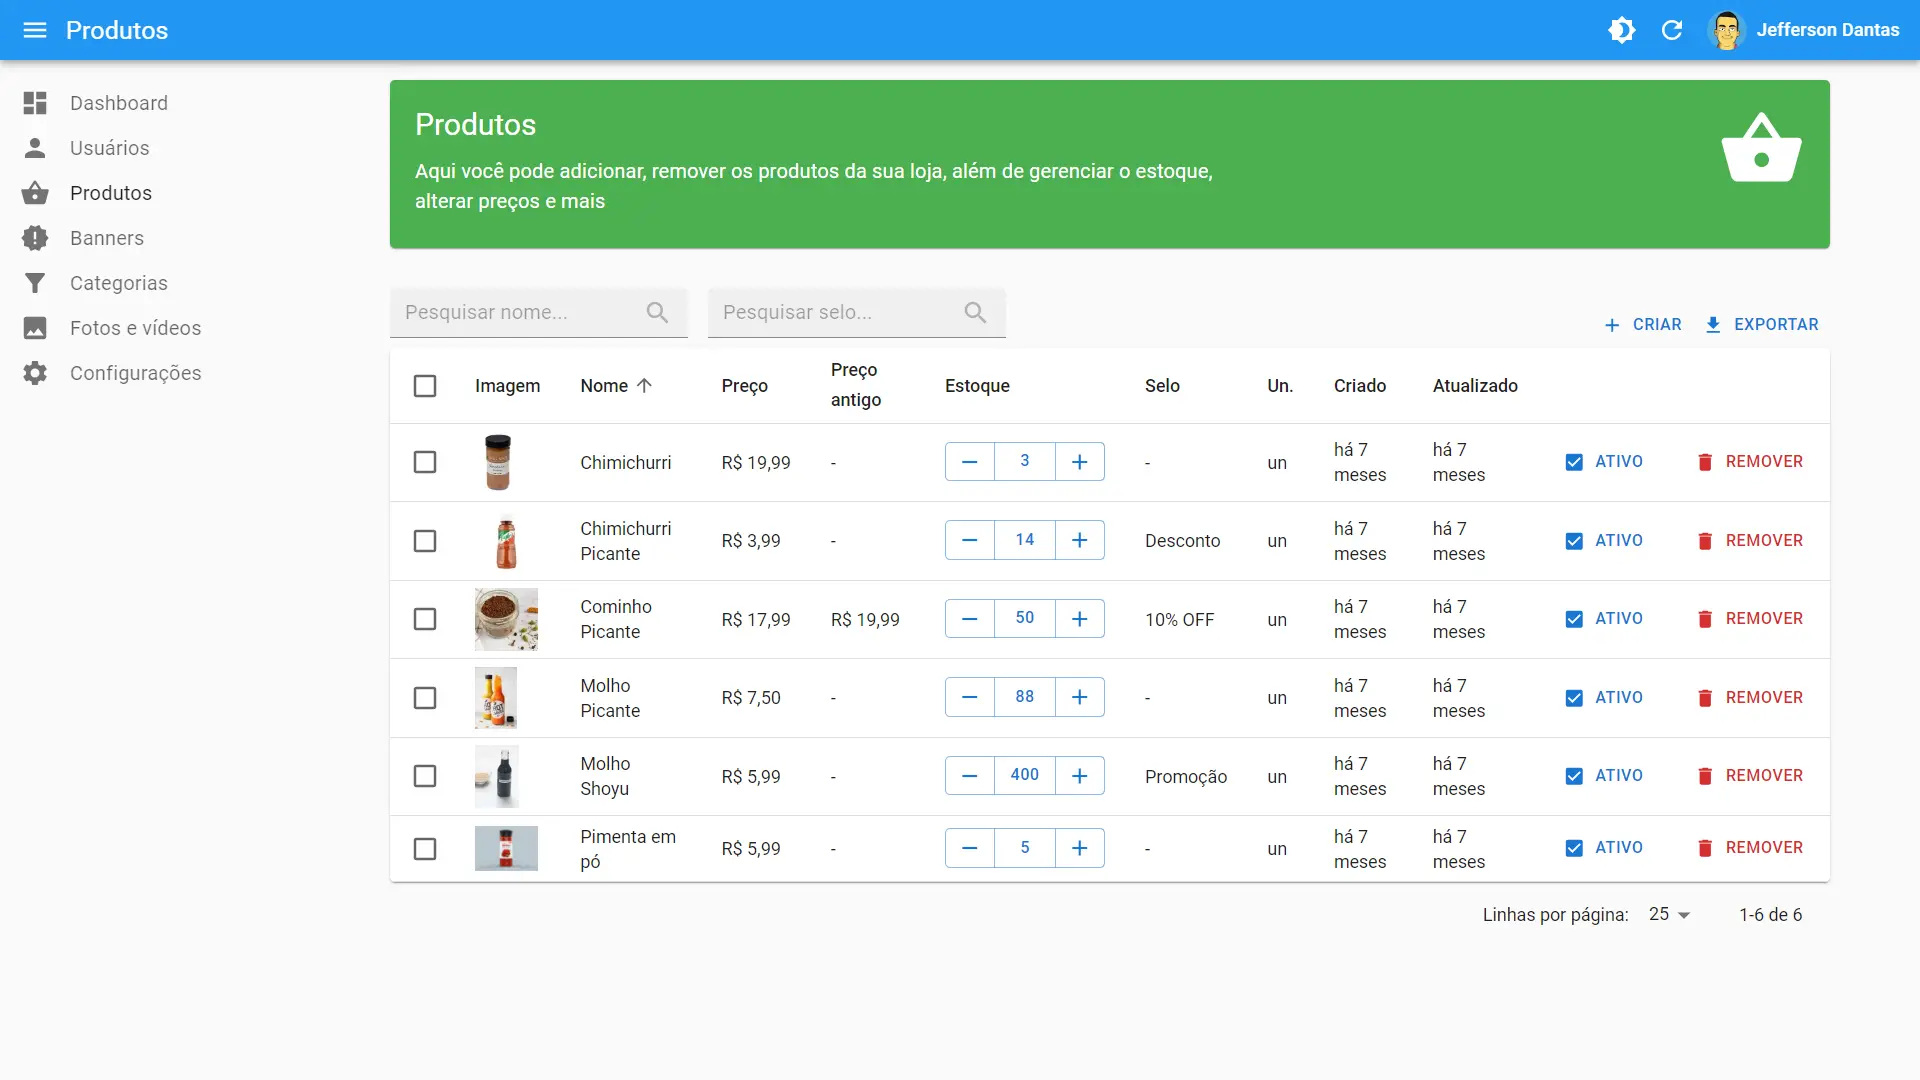 Produtos
Jefferson Dantas
Dashboard
Usuários
Produtos
Banners
Categorias
Fotos e vídeos
Configurações
Produtos
Aqui você pode adicionar, remover os produtos da sua loja, além de gerenciar o estoque,
alterar preços e mais
Pesquisar nome...
Pesquisar selo...
CRIAR
EXPORTAR
Imagem Nome Preço Preço antigo Estoque Selo Un. Criado Atualizado
Chimichurri R$ 19,99 - 3 - un há 7 meses há 7 meses ATIVO REMOVER
Chimichurri Picante R$ 3,99 - 14 Desconto un há 7 meses há 7 meses ATIVO REMOVER
Cominho Picante R$ 17,99 R$ 19,99 50 10% OFF un há 7 meses há 7 meses ATIVO REMOVER
Molho Picante R$ 7,50 - 88 - un há 7 meses há 7 meses ATIVO REMOVER
Molho Shoyu R$ 5,99 - 400 Promoção un há 7 meses há 7 meses ATIVO REMOVER
Pimenta em pó R$ 5,99 - 5 - un há 7 meses há 7 meses ATIVO REMOVER
Linhas por página: 25 1-6 de 6